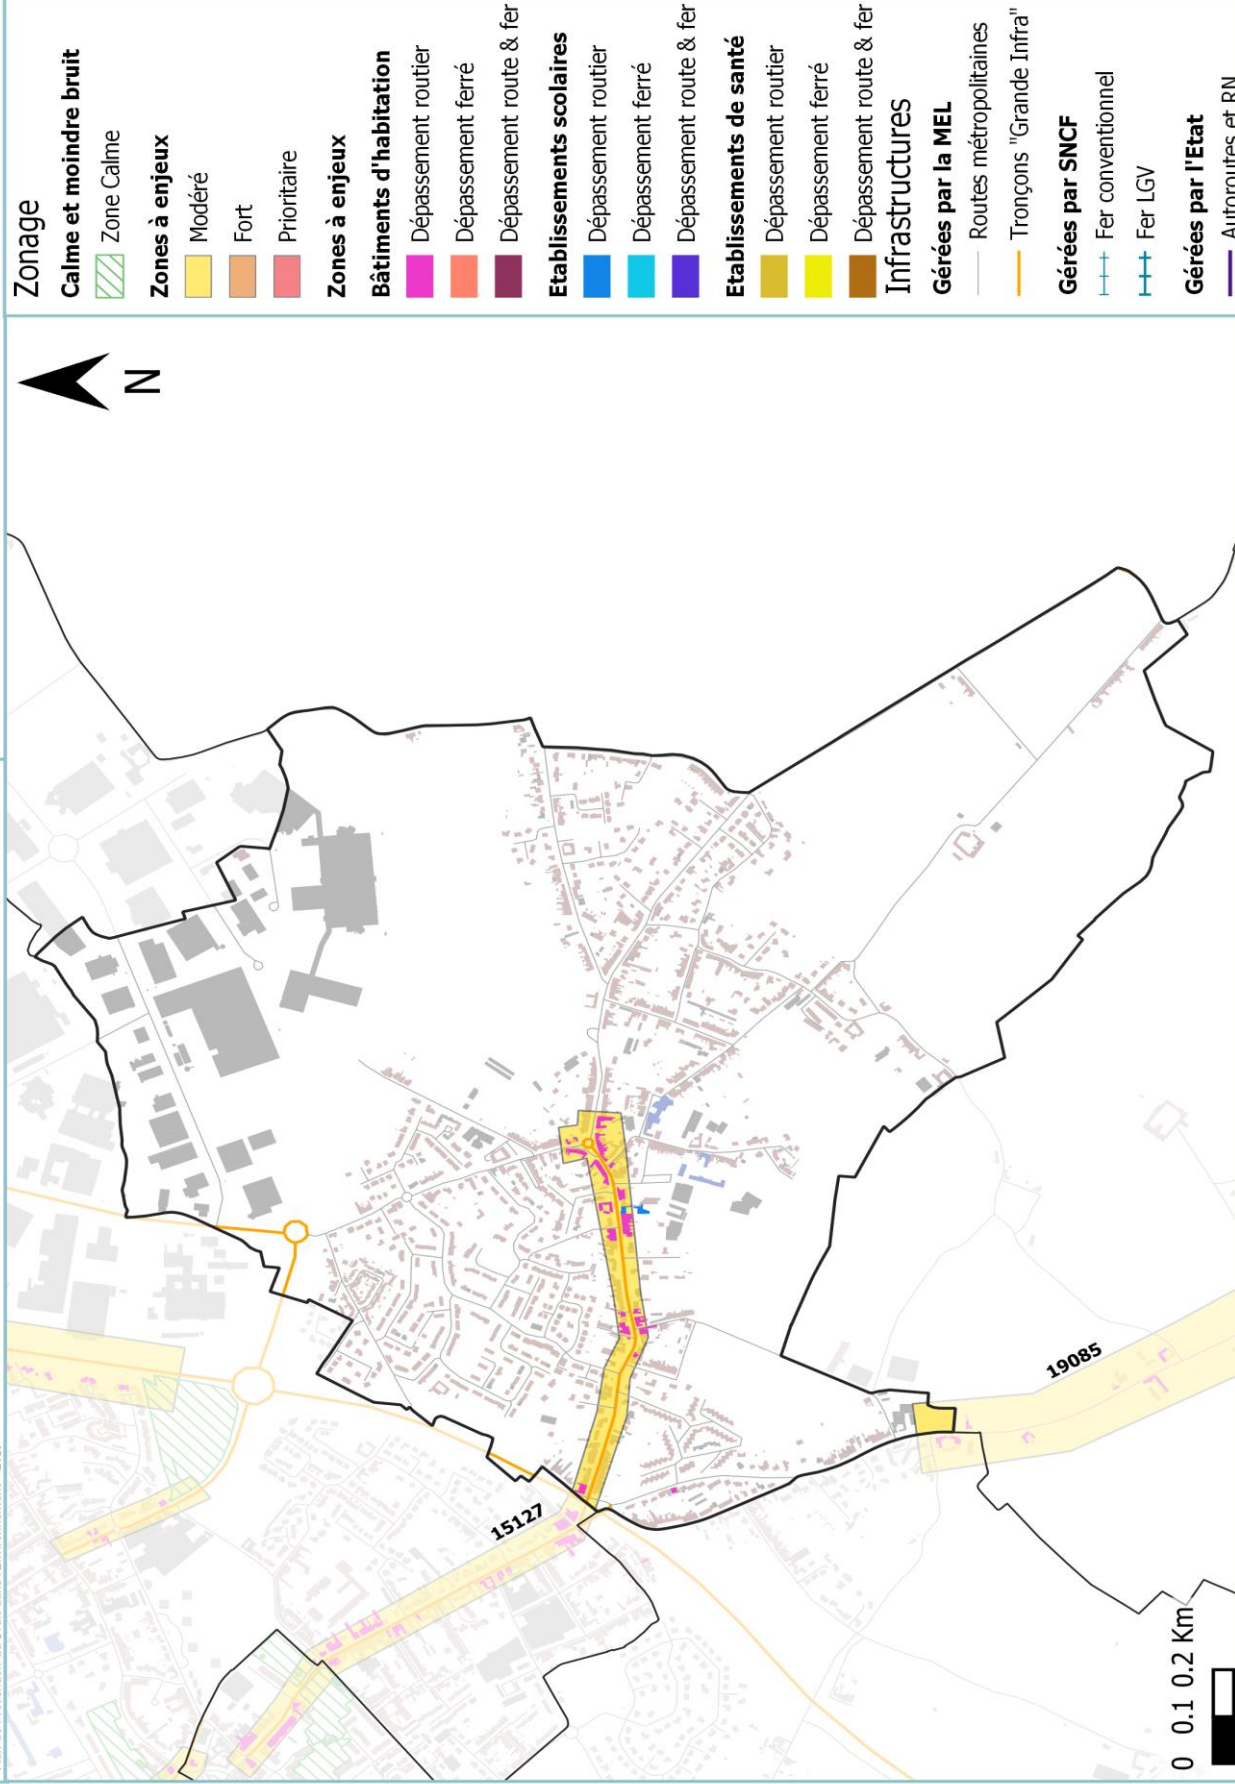 Zonage
Calme et moindre bruit
Zone Calme
Zones à enjeux
Modéré
Fort
Prioritaire
Zones à enjeux
Bâtiments d'habitation
Dépassement routier
Dépassement ferré
Dépassement route & fer
Etablissements scolaires
Dépassement routier
Dépassement ferré
Dépassement route & fer
Etablissements de santé
Dépassement routier
Dépassement ferré
Dépassement route & fer
Infrastructures
Gérées par la MEL
Routes métropolitaines
Tronçons "Grande Infra"
Gérées par SNCF
Fer conventionnel
Fer LGV
Gérées par l'Etat
Autoroutes et RN
N
15127
19085
0 0.1 0.2 Km